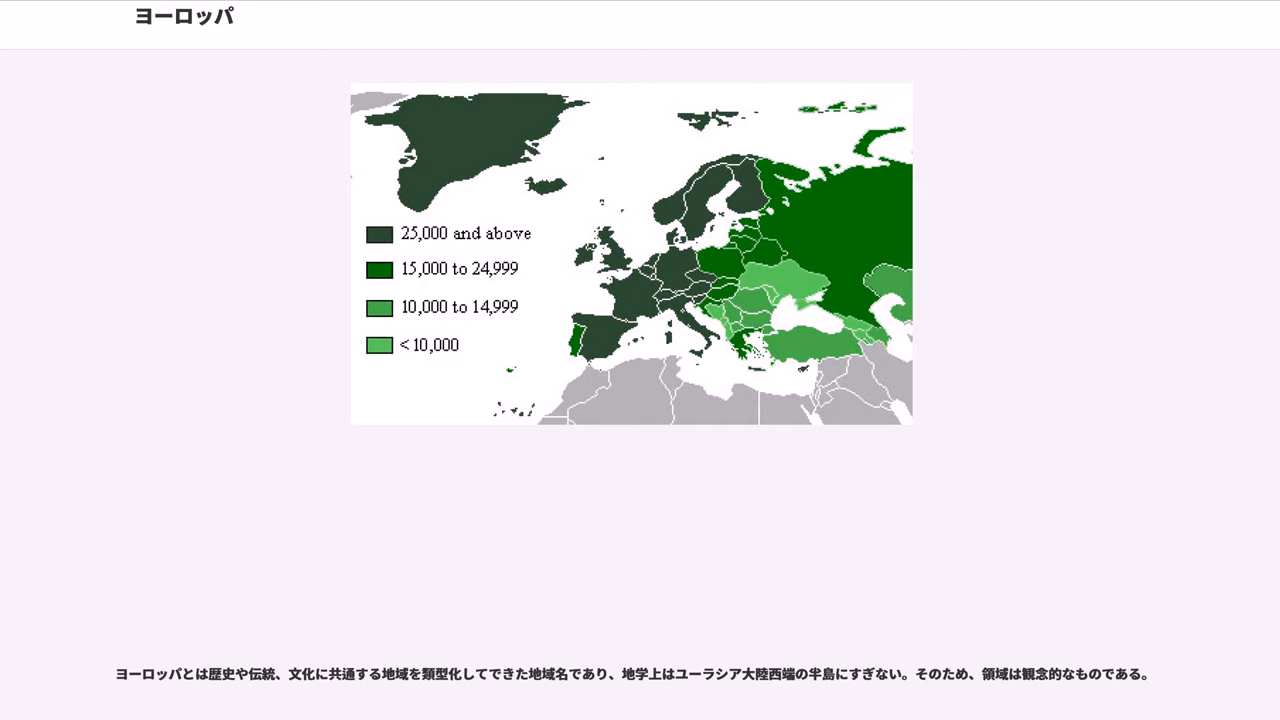 ヨーロッパ
25,000 and above
15,000 to 24,999
10,000 to 14,999
< 10,000
ヨーロッパとは歴史や伝統、文化に共通する地域を類型化してできた地域名であり、地学上はユーラシア大陸西端の半島にすぎない。そのため、領域は観念的なものである。